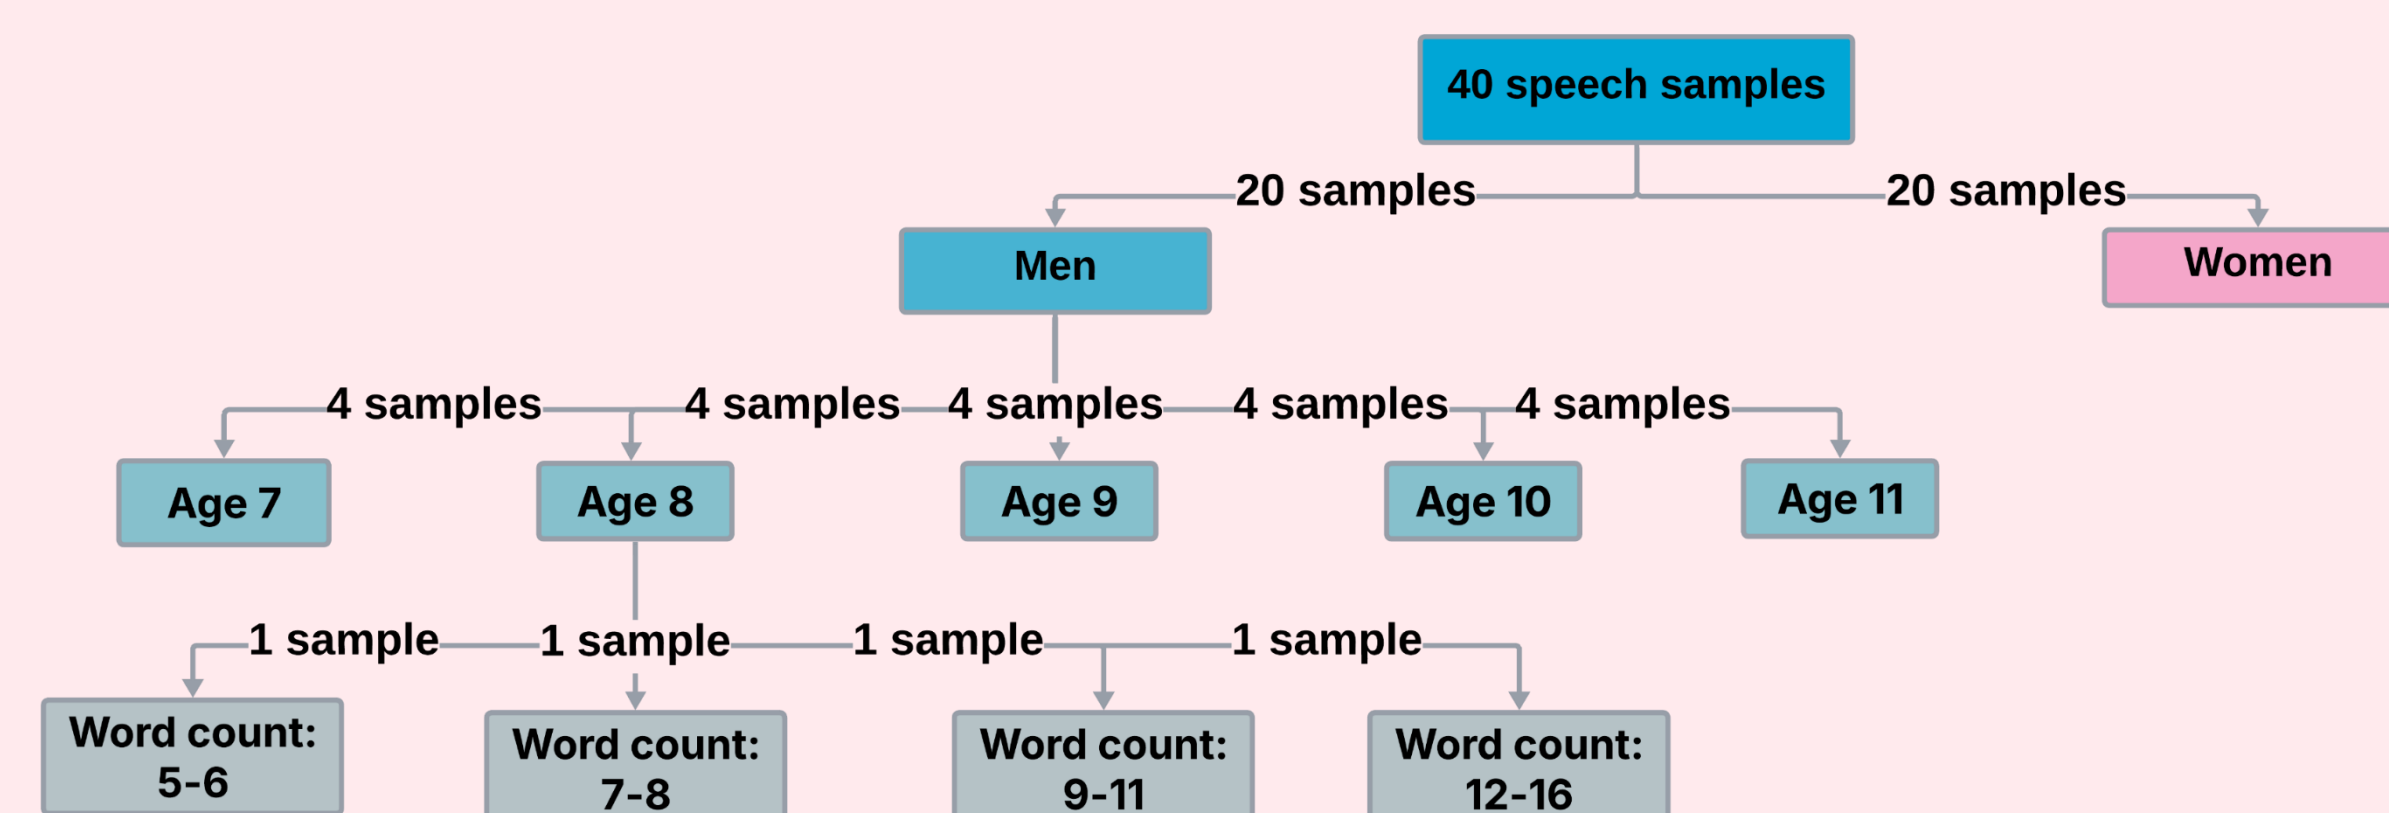 40 speech samples
20 samples
20 samples
Men
Women
4 samples
4 samples
4 samples
4 samples
4 samples
Age 7
Age 8
Age 9
Age 10
Age 11
1 sample
1 sample
1 sample
1 sample
Word count:
5-6
Word count:
7-8
Word count:
9-11
Word count:
12-16